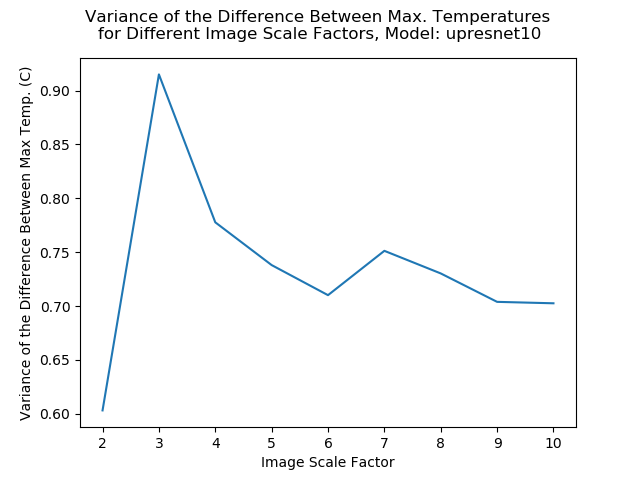 Variance of the Difference Between Max. Temperatures
for Different Image Scale Factors, Model: upresnet10
Variance of the Difference Between Max Temp. (C)
0.90
0.85
0.80
0.75
0.70
0.65
0.60
2 3 4 5 6 7 8 9 10
Image Scale Factor